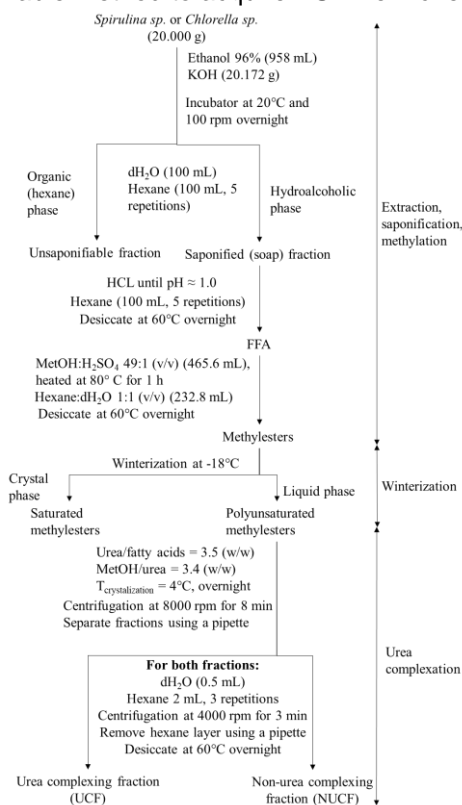 Spirulina sp. or Chlorella sp.
(20.000 g)
Ethanol 96% (958 mL)
KOH (20.172 g)
Incubator at 20°C and
100 rpm overnight
Organic
(hexane)
phase
dH₂O (100 mL)
Hexane (100 mL, 5
repetitions)
Hydroalcoholic
phase
Extraction,
saponification,
methylation
Unsaponifiable fraction
Saponified (soap) fraction
HCL until pH ≈ 1.0
Hexane (100 mL, 5 repetitions)
Desiccate at 60°C overnight
FFA
MetOH:H₂SO₄ 49:1 (v/v) (465.6 mL),
heated at 80° C for 1 h
Hexane:dH₂O 1:1 (v/v) (232.8 mL)
Desiccate at 60°C overnight
Methylesters
Winterization at -18°C
Crystal
phase
Liquid phase
Winterization
Saturated
methylesters
Polyunsaturated
methylesters
Urea/fatty acids = 3.5 (w/w)
MetOH/urea = 3.4 (w/w)
T crystalization = 4°C, overnight
Centrifugation at 8000 rpm for 8 min
Separate fractions using a pipette
Urea
complexation
For both fractions:
dH₂O (0.5 mL)
Hexane 2 mL, 3 repetitions
Centrifugation at 4000 rpm for 3 min
Remove hexane layer using a pipette
Desiccate at 60°C overnight
Urea complexing fraction
(UCF)
Non-urea complexing
fraction (NUCF)